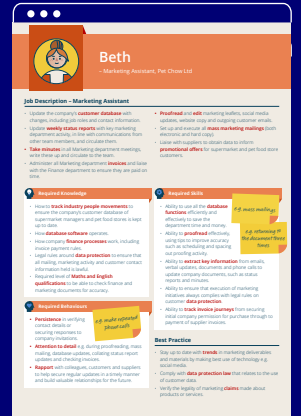 Beth
– Marketing Assistant, Pet Chow Ltd
Job Description – Marketing Assistant
• Update the company's customer database with
changes, including job roles and contact information.
• Update weekly status reports with key marketing
department activity, in line with communications from
other team members, and circulate them.
• Take minutes in all Marketing department meetings,
write these up and circulate to the team.
• Administer all Marketing department invoices and liaise
with the Finance department to ensure they are paid on
time.
• Proofread and edit marketing leaflets, social media
updates, website copy and outgoing customer emails.
• Set up and execute all mass marketing mailings (both
electronic and hard copy).
• Liaise with suppliers to obtain data to inform
promotional offers for supermarket and pet food store
customers.
Required Knowledge
• How to track industry people movements to
ensure the company's customer database of
supermarket managers and pet food stores is kept
up to date
• How database software operates.
• How company finance processes work, including
invoice payment rules.
• Legal rules around data protection to ensure that
all mailing, marketing activity and customer contact
information held is lawful.
• Required level of Maths and English
qualifications to be able to check finance and
marketing documents for accuracy.
Required Skills
• Ability to use all the database
functions efficiently and
effectively to save the
department time and money.
• Ability to proofread effectively,
using tips to improve accuracy,
such as scheduling and spacing
out proofing activity.
• Ability to extract key information from emails,
verbal updates, documents and phone calls to
update company documents, such as status
reports and minutes.
• Ability to ensure that execution of marketing
initiatives always complies with legal rules on
customer data protection.
• Ability to track invoice journeys from securing
initial company permission for purchase through to
payment of supplier invoices.
e.g. mass mailings
e.g. returning to
the document three
times
Required Behaviours
• Persistence in verifying
contact details or
securing responses to
company invitations.
• Attention to detail e.g. during proofreading, mass
mailing, database updates, collating status report
updates and checking invoices.
• Rapport with colleagues, customers and suppliers
to help secure regular updates in a timely manner
and build valuable relationships for the future.
e.g. make repeated
phone calls
Best Practice
• Stay up to date with trends in marketing deliverables
and materials by making best use of technology e.g.
social media.
• Comply with data protection law that relates to the use
of customer data.
• Verify the legality of marketing claims made about
products or services.